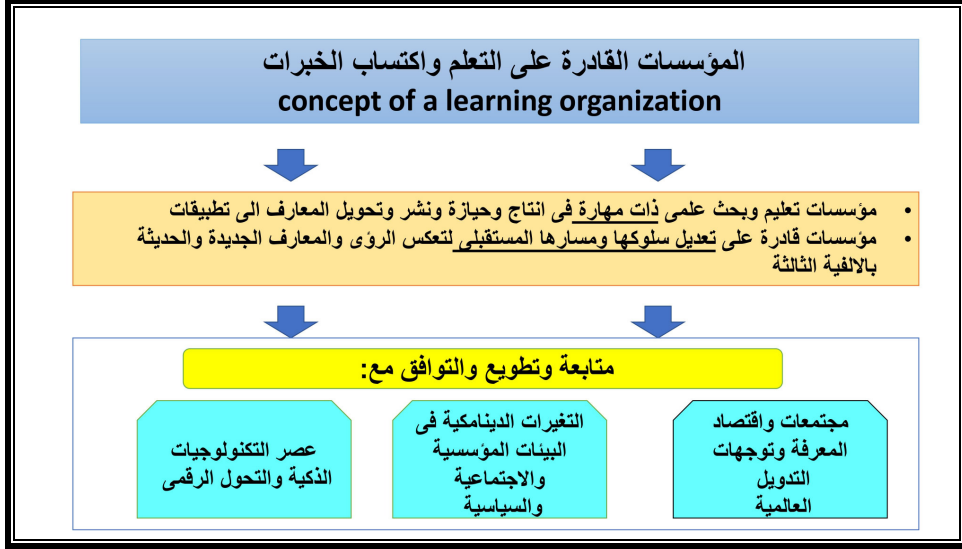 المؤسسات القادرة على التعلم واكتساب الخبرات
concept of a learning organization
• مؤسسات تعليم وبحث علمى ذات مهارة فى انتاج وحيازة ونشر وتحويل المعارف الى تطبيقات
• مؤسسات قادرة على تعديل سلوكها ومسارها المستقبلى لتعكس الرؤى والمعارف الجديدة والحديثة
بالالفية الثالثة
متابعة وتطويع والتوافق مع:
مجتمعات واقتصاد
المعرفة وتوجهات
التدويل
العالمية
التغيرات الدينامكية فى
البيئات المؤسسية
والاجتماعية
والسياسية
عصر التكنولوجيات
الذكية والتحول الرقمى